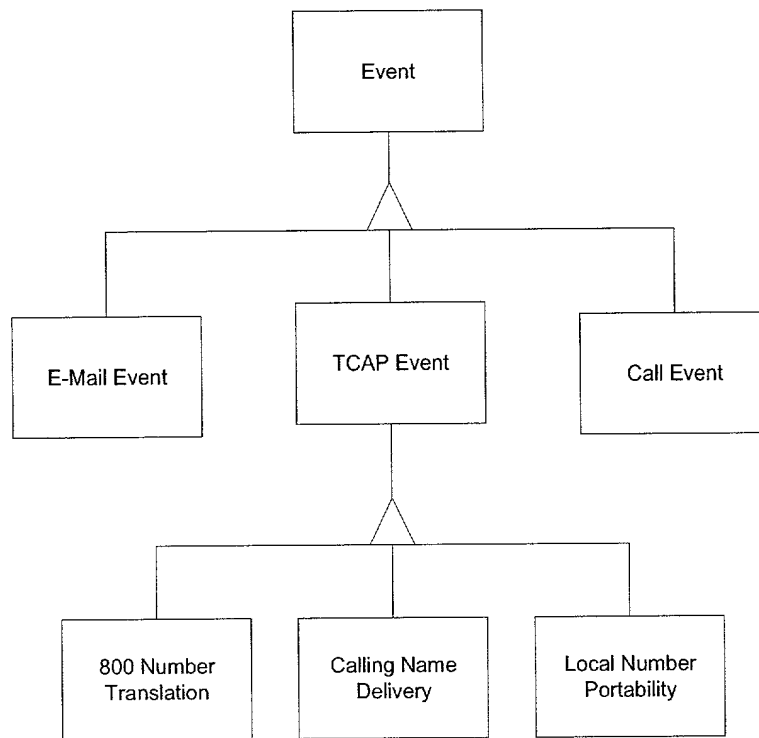 Event
E-Mail Event
TCAP Event
Call Event
800 Number
Translation
Calling Name
Delivery
Local Number
Portability